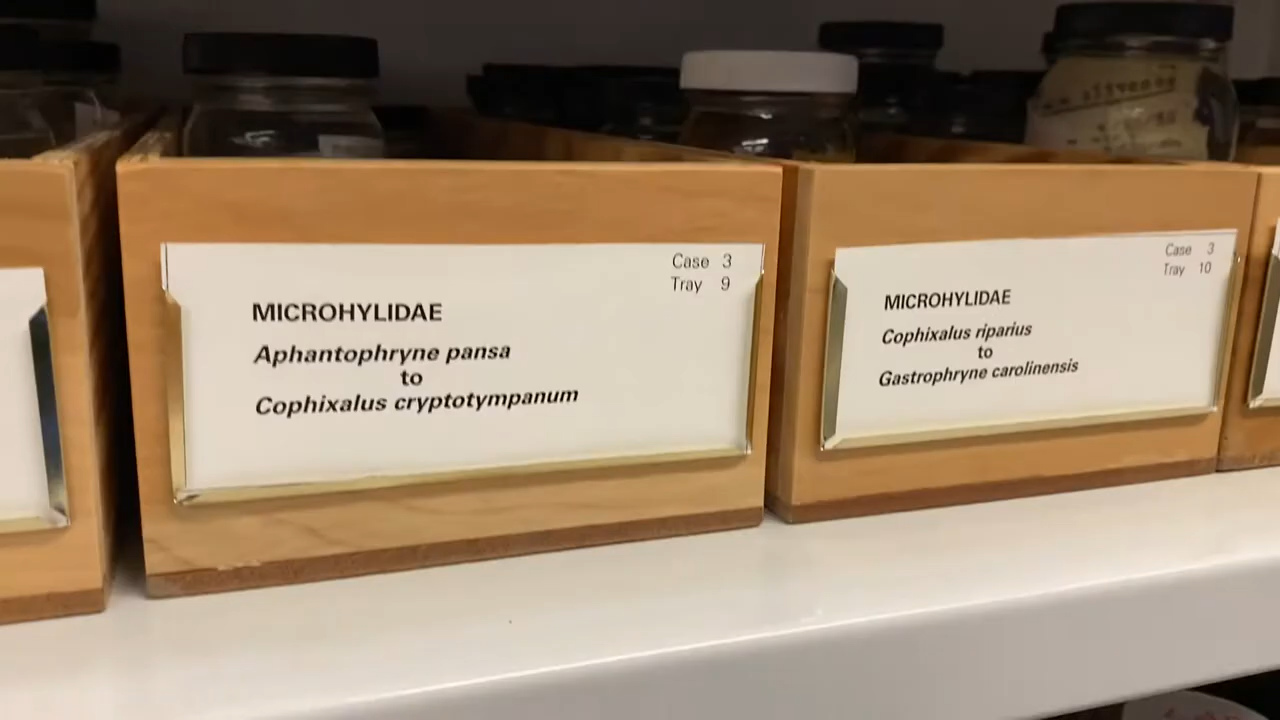 Case 3
Tray 9
MICROHYLIDAE
Aphantophryne pansa
to
Cophixalus cryptotympanum
Case 3
Tray 10
MICROHYLIDAE
Cophixalus riparius
to
Gastrophryne carolinensis